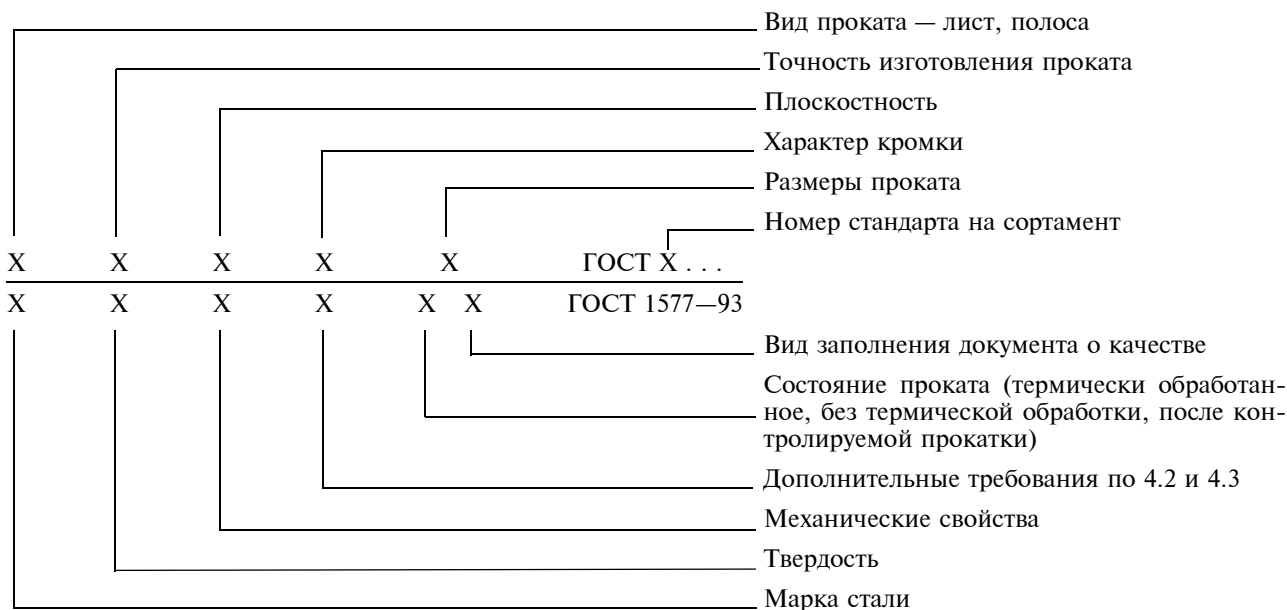 Вид проката — лист, полоса
Точность изготовления проката
Плоскостность
Характер кромки
Размеры проката
Номер стандарта на сортамент
X X X X X ГОСТ X . . .
X X X X X X ГОСТ 1577—93
Вид заполнения документа о качестве
Состояние проката (термически обработан-
ное, без термической обработки, после кон-
тролируемой прокатки)
Дополнительные требования по 4.2 и 4.3
Механические свойства
Твердость
Марка стали